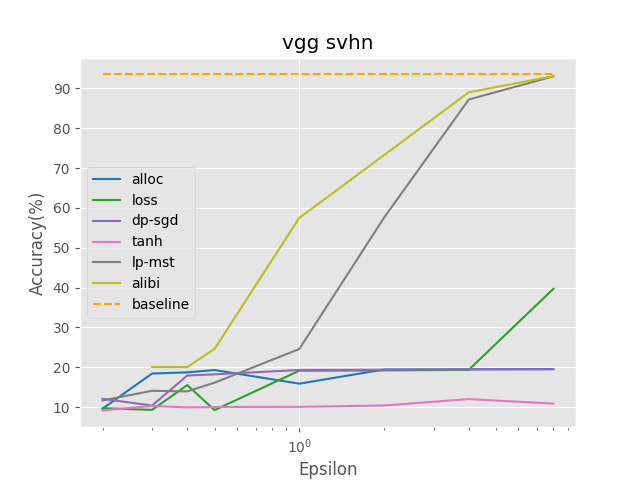 vgg svhn
Accuracy(%)
90
80
70
60
50
40
30
20
10
alloc
loss
dp-sgd
tanh
lp-mst
alibi
baseline
10⁰
Epsilon